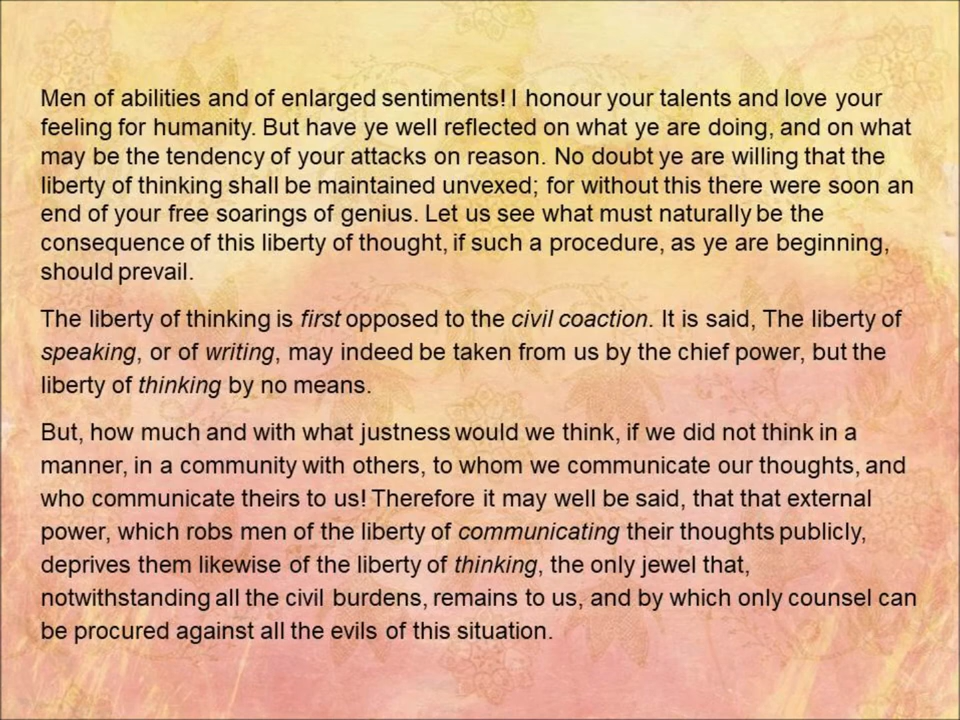 Men of abilities and of enlarged sentiments! I honour your talents and love your
feeling for humanity. But have ye well reflected on what ye are doing, and on what
may be the tendency of your attacks on reason. No doubt ye are willing that the
liberty of thinking shall be maintained unvexed; for without this there were soon an
end of your free soarings of genius. Let us see what must naturally be the
consequence of this liberty of thought, if such a procedure, as ye are beginning,
should prevail.
The liberty of thinking is first opposed to the civil coaction. It is said, The liberty of
speaking, or of writing, may indeed be taken from us by the chief power, but the
liberty of thinking by no means.
But, how much and with what justness would we think, if we did not think in a
manner, in a community with others, to whom we communicate our thoughts, and
who communicate theirs to us! Therefore it may well be said, that that external
power, which robs men of the liberty of communicating their thoughts publicly,
deprives them likewise of the liberty of thinking, the only jewel that,
notwithstanding all the civil burdens, remains to us, and by which only counsel can
be procured against all the evils of this situation.